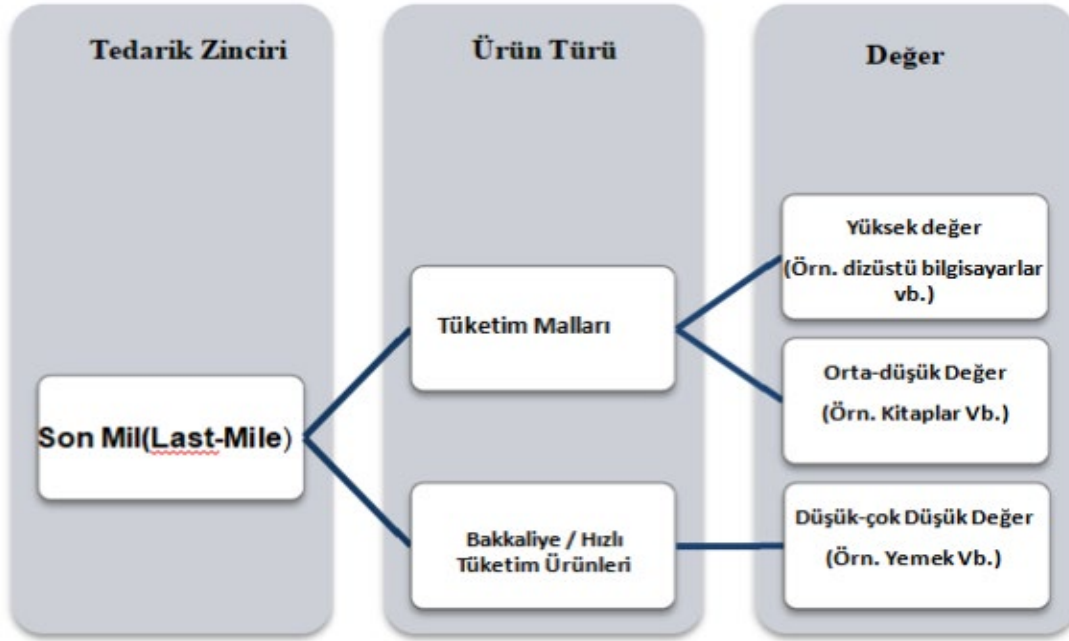 Tedarik Zinciri
Ürün Türü
Değer
Son Mil(Last-Mile)
Tüketim Malları
Bakkaliye / Hızlı
Tüketim Ürünleri
Yüksek değer
(Örn. dizüstü bilgisayarlar
vb.)
Orta-düşük Değer
(Örn. Kitaplar Vb.)
Düşük-çok Düşük Değer
(Örn. Yemek Vb.)